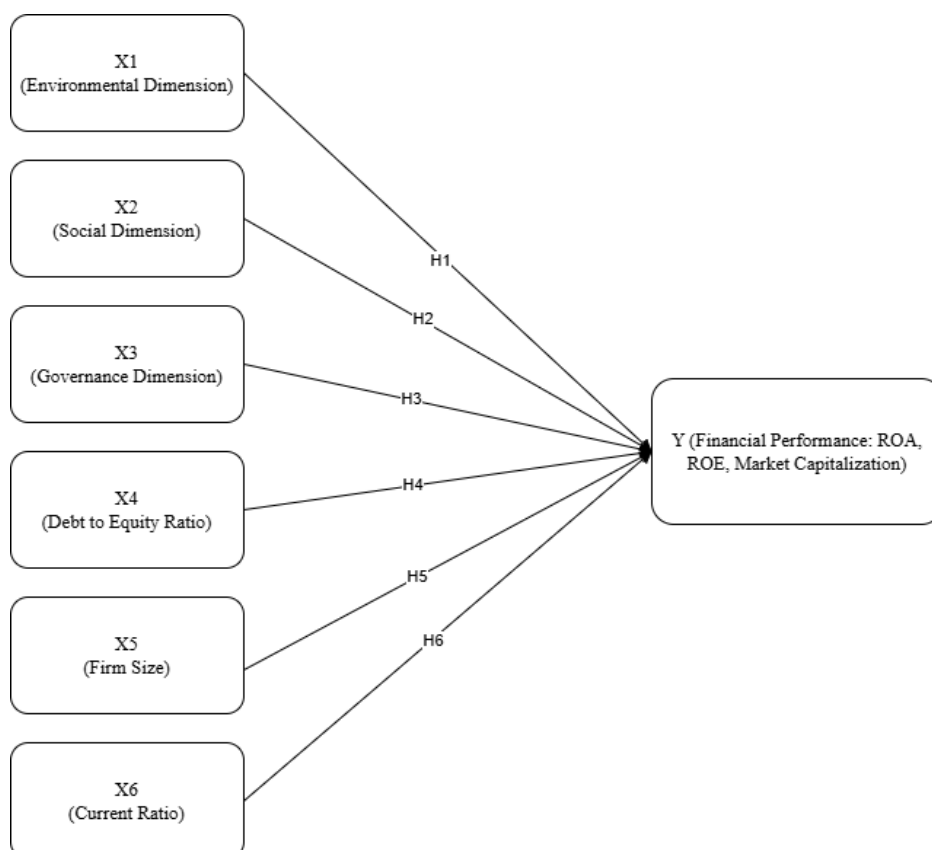 X1
(Environmental Dimension)
H1
X2
(Social Dimension)
H2
X3
(Governance Dimension)
H3
Y (Financial Performance: ROA,
ROE, Market Capitalization)
X4
(Debt to Equity Ratio)
H4
X5
(Firm Size)
H5
H6
X6
(Current Ratio)